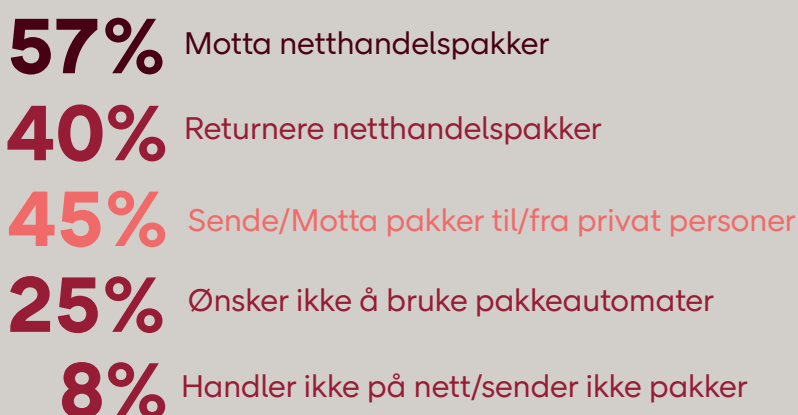 57% Motta netthandelspakker
40% Returnere netthandelspakker
45% Sende/Motta pakker til/fra privat personer
25% Ønsker ikke å bruke pakkeautomater
8% Handler ikke på nett/sender ikke pakker